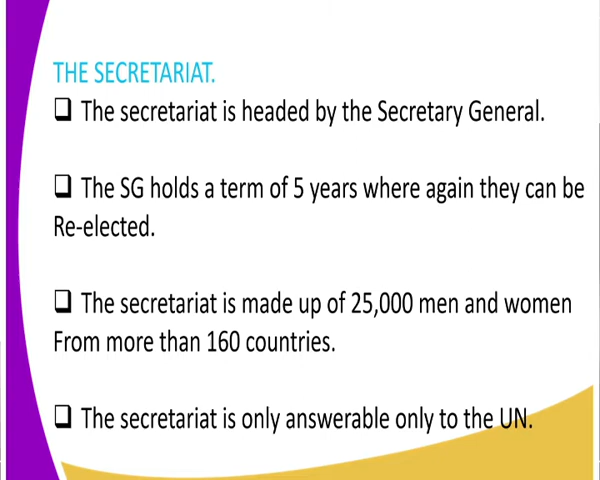 THE SECRETARIAT.
❑ The secretariat is headed by the Secretary General.
❑ The SG holds a term of 5 years where again they can be
Re-elected.
❑ The secretariat is made up of 25,000 men and women
From more than 160 countries.
❑ The secretariat is only answerable only to the UN.